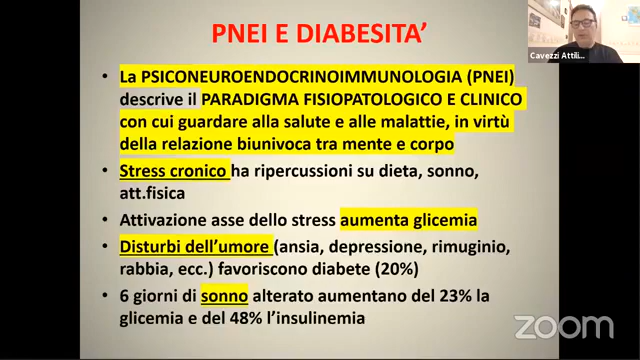 PNEI E DIABESITA’
Cavezzi Attili...
• La PSICONEUROENDOCRINOIMMUNOLOGIA (PNEI)
descrive il PARADIGMA FISIOPATOLOGICO E CLINICO
con cui guardare alla salute e alle malattie, in virtù
della relazione biunivoca tra mente e corpo
• Stress cronico ha ripercussioni su dieta, sonno,
att.fisica
• Attivazione asse dello stress aumenta glicemia
• Disturbi dell’umore (ansia, depressione, rimuginio,
rabbia, ecc.) favoriscono diabete (20%)
• 6 giorni di sonno alterato aumentano del 23% la
glicemia e del 48% l’insulinemia
zoom